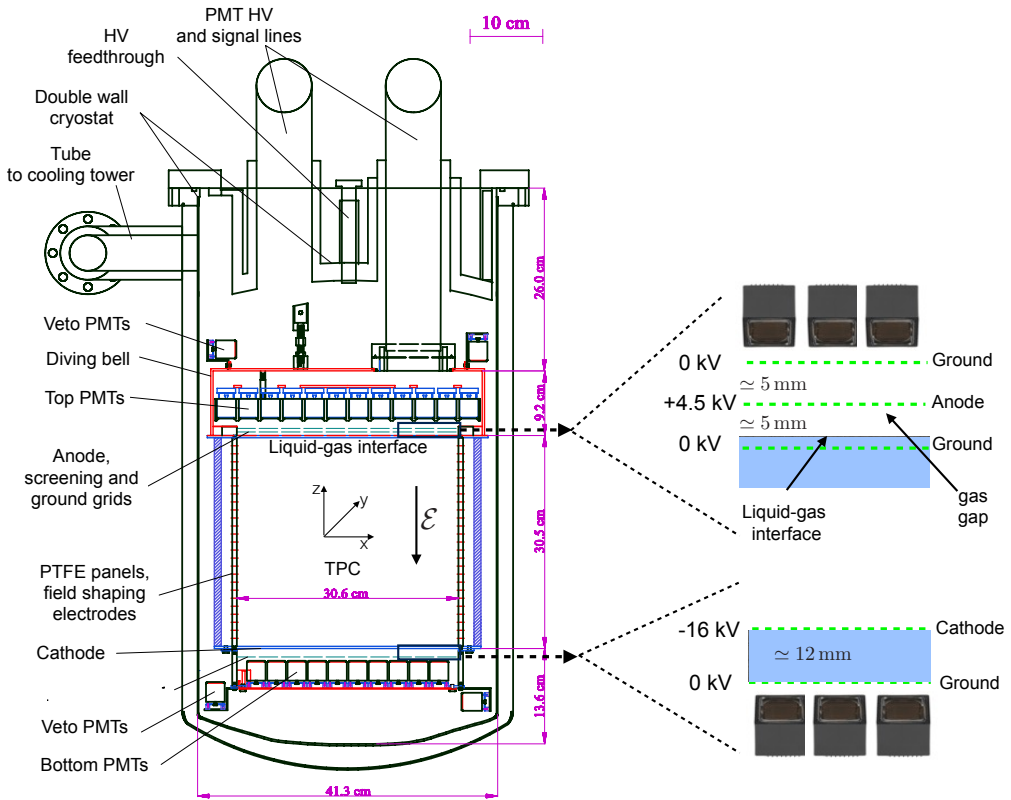 PMT HV
and signal lines
10 cm
HV
feedthrough
Double wall
cryostat
Tube
to cooling tower
26.0 cm
Veto PMTs
Diving bell
Top PMTs
9.2 cm
Liquid-gas interface
Anode,
screening and
ground grids
z
y
x
ℰ
TPC
30.5 cm
PTFE panels,
field shaping
electrodes
30.6 cm
Cathode
13.6 cm
Veto PMTs
Bottom PMTs
41.3 cm
0 kV
Ground
≃ 5 mm
+4.5 kV
Anode
≃ 5 mm
0 kV
Ground
gas
gap
Liquid-gas
interface
-16 kV
Cathode
≃ 12 mm
0 kV
Ground